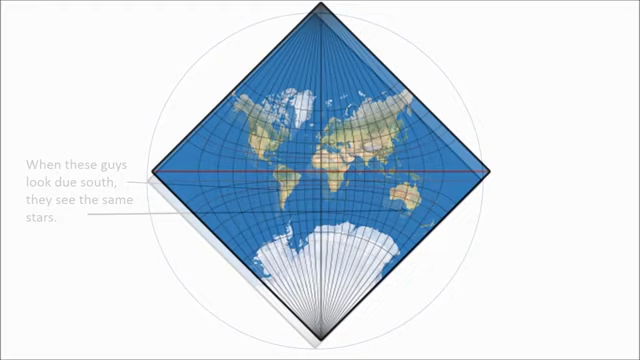 When these guys
look due south,
they see the same
stars.